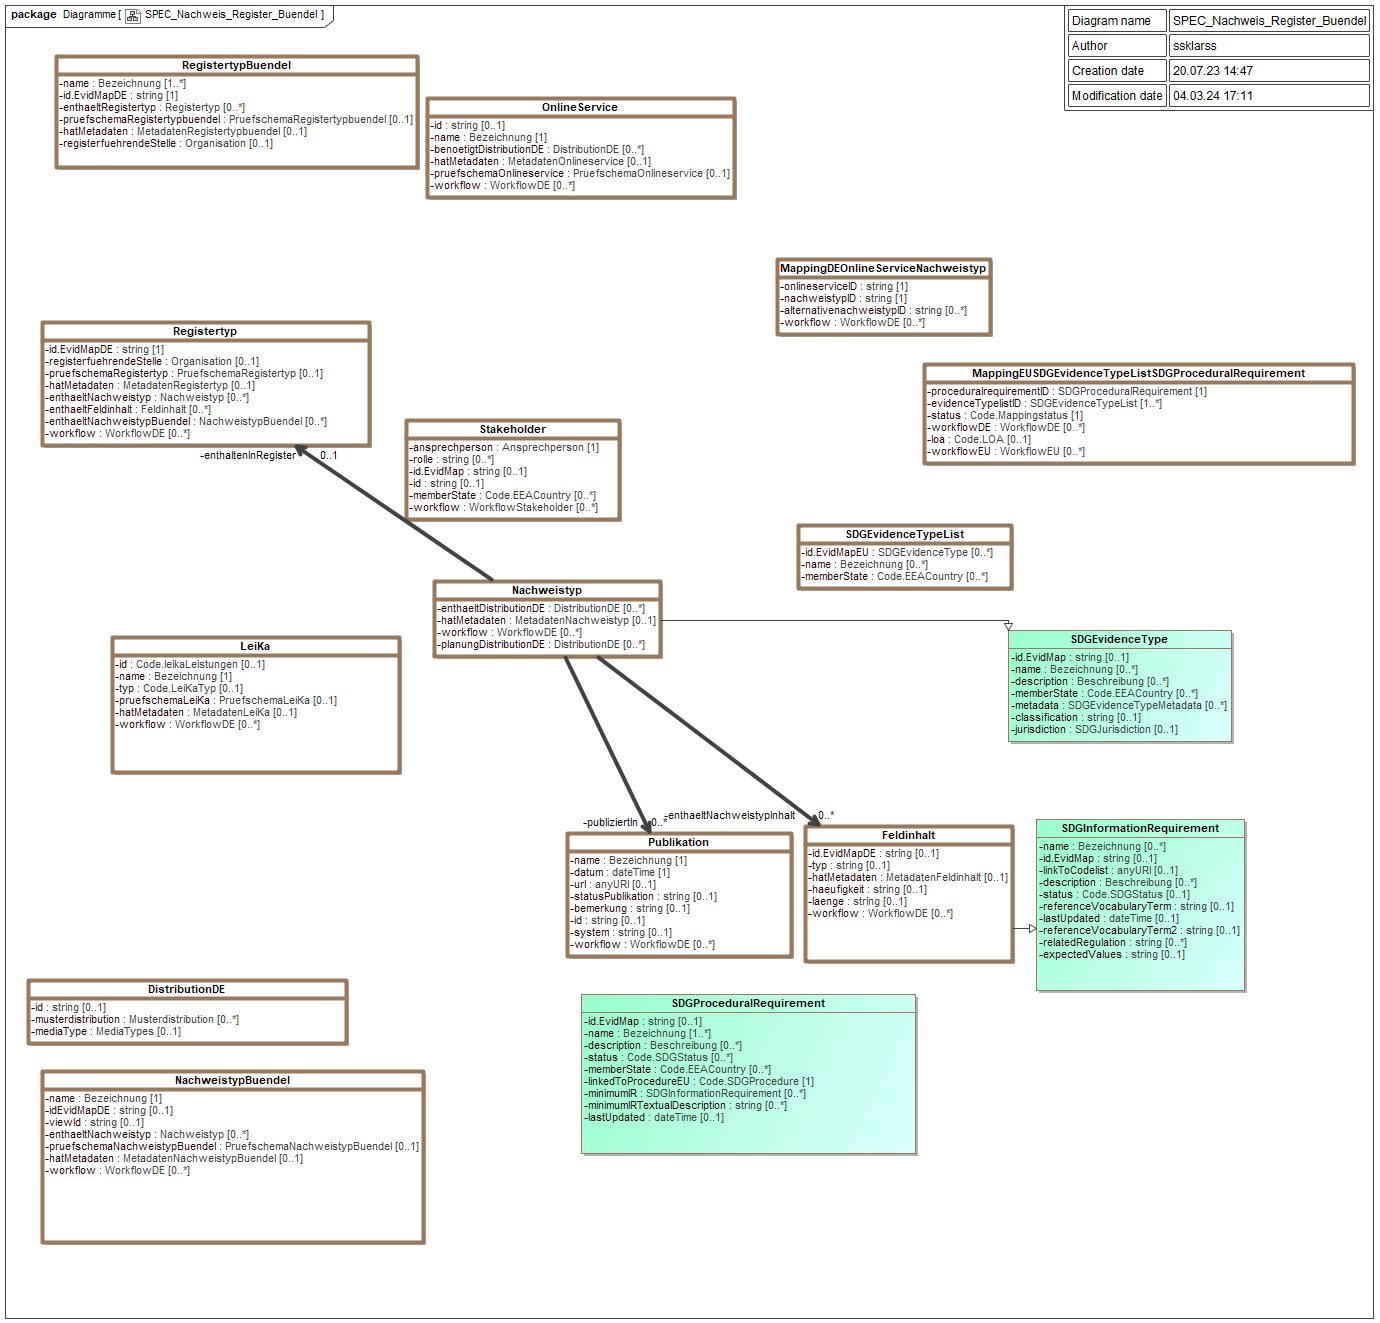 package Diagramme [ SPEC_Nachweis_Register_Buendel ]
Diagram name SPEC_Nachweis_Register_Buendel
Author ssklarss
Creation date 20.07.23 14:47
Modification date 04.03.24 17:11
RegistertypBuendel
-name : Bezeichnung [1..*]
-id.EvidMapDE : string [1]
-enthaeltRegistertyp : Registertyp [0..*]
-pruefschemaRegistertypbuendel : PruefschemaRegistertypbuendel [0..1]
-hatMetadaten : MetadatenRegistertypbuendel [0..1]
-registerfuehrendeStelle : Organisation [0..1]
OnlineService
-id : string [0..1]
-name : Bezeichnung [1]
-benoetigtDistributionDE : DistributionDE [0..*]
-hatMetadaten : MetadatenOnlineservice [0..1]
-pruefschemaOnlineservice : PruefschemaOnlineservice [0..1]
-workflow : WorkflowDE [0..*]
MappingDEOnlineServiceNachweistyp
-onlineserviceID : string [1]
-nachweistypID : string [1]
-alternativenachweistypID : string [0..*]
-workflow : WorkflowDE [0..*]
Registertyp
-id.EvidMapDE : string [1]
-registerfuehrendeStelle : Organisation [0..1]
-pruefschemaRegistertyp : PruefschemaRegistertyp [0..1]
-hatMetadaten : MetadatenRegistertyp [0..1]
-enthaeltNachweistyp : Nachweistyp [0..*]
-enthaeltFeldinhalt : Feldinhalt [0..*]
-enthaeltNachweistypBuendel : NachweistypBuendel [0..*]
-workflow : WorkflowDE [0..*]
-enthaltenInRegister 0..1
MappingEUSDGEvidenceTypeListSDGProceduralRequirement
-proceduralrequirementID : SDGProceduralRequirement [1]
-evidenceTypelistID : SDGEvidenceTypeList [1..*]
-status : Code.Mappingstatus [1]
-workflowDE : WorkflowDE [0..*]
-loa : Code.LOA [0..1]
-workflowEU : WorkflowEU [0..*]
Stakeholder
-ansprechperson : Ansprechperson [1]
-rolle : string [0..*]
-id.EvidMap : string [0..1]
-id : string [0..1]
-memberState : Code.EEACountry [0..*]
-workflow : WorkflowStakeholder [0..*]
SDGEvidenceTypeList
-id.EvidMapEU : SDGEvidenceType [0..*]
-name : Bezeichnung [0..*]
-memberState : Code.EEACountry [0..*]
Nachweistyp
-enthaeltDistributionDE : DistributionDE [0..*]
-hatMetadaten : MetadatenNachweistyp [0..1]
-workflow : WorkflowDE [0..*]
-planungDistributionDE : DistributionDE [0..*]
SDGEvidenceType
-id.EvidMap : string [0..1]
-name : Bezeichnung [0..*]
-description : Beschreibung [0..*]
-memberState : Code.EEACountry [0..*]
-metadata : SDGEvidenceTypeMetadata [0..*]
-classification : string [0..1]
-jurisdiction : SDGJurisdiction [0..1]
LeiKa
-id : Code.leikaLeistungen [0..1]
-name : Bezeichnung [1]
-typ : Code.LeiKaTyp [0..1]
-pruefschemaLeiKa : PruefschemaLeiKa [0..1]
-hatMetadaten : MetadatenLeiKa [0..1]
-workflow : WorkflowDE [0..*]
-publiziertIn 0..*
-enthaeltNachweistypInhalt 0..*
Publikation
-name : Bezeichnung [1]
-datum : dateTime [1]
-url : anyURI [0..1]
-statusPublikation : string [0..1]
-bemerkung : string [0..1]
-id : string [0..1]
-system : string [0..1]
-workflow : WorkflowDE [0..*]
Feldinhalt
-id.EvidMapDE : string [0..1]
-typ : string [0..1]
-hatMetadaten : MetadatenFeldinhalt [0..1]
-haeufigkeit : string [0..1]
-laenge : string [0..1]
-workflow : WorkflowDE [0..*]
SDGInformationRequirement
-name : Bezeichnung [0..*]
-id.EvidMap : string [0..1]
-linkToCodelist : anyURI [0..1]
-description : Beschreibung [0..*]
-status : Code.SDGStatus [0..1]
-referenceVocabularyTerm : string [0..1]
-lastUpdated : dateTime [0..1]
-referenceVocabularyTerm2 : string [0..1]
-relatedRegulation : string [0..*]
-expectedValues : string [0..1]
DistributionDE
-id : string [0..1]
-musterdistribution : Musterdistribution [0..*]
-mediaType : MediaTypes [0..1]
SDGProceduralRequirement
-id.EvidMap : string [0..1]
-name : Bezeichnung [1..*]
-description : Beschreibung [0..*]
-status : Code.SDGStatus [0..*]
-memberState : Code.EEACountry [0..*]
-linkedToProcedureEU : Code.SDGProcedure [1]
-minimumIR : SDGInformationRequirement [0..*]
-minimumIRTextualDescription : string [0..*]
-lastUpdated : dateTime [0..1]
NachweistypBuendel
-name : Bezeichnung [1]
-idEvidMapDE : string [0..1]
-viewId : string [0..1]
-enthaeltNachweistyp : Nachweistyp [0..*]
-pruefschemaNachweistypBuendel : PruefschemaNachweistypBuendel [0..1]
-hatMetadaten : MetadatenNachweistypBuendel [0..1]
-workflow : WorkflowDE [0..*]